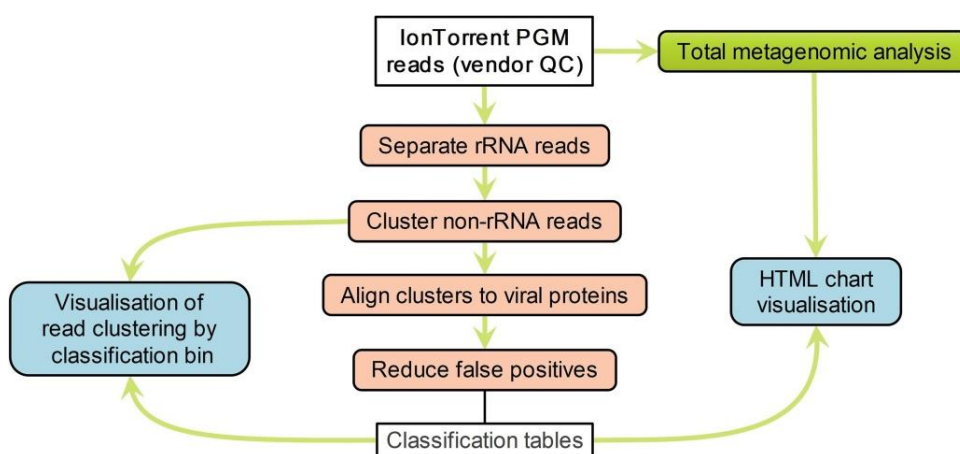 IonTorrent PGM
reads (vendor QC)
Total metagenomic analysis
Separate rRNA reads
Cluster non-rRNA reads
Align clusters to viral proteins
Visualisation of
read clustering by
classification bin
HTML chart
visualisation
Reduce false positives
Classification tables